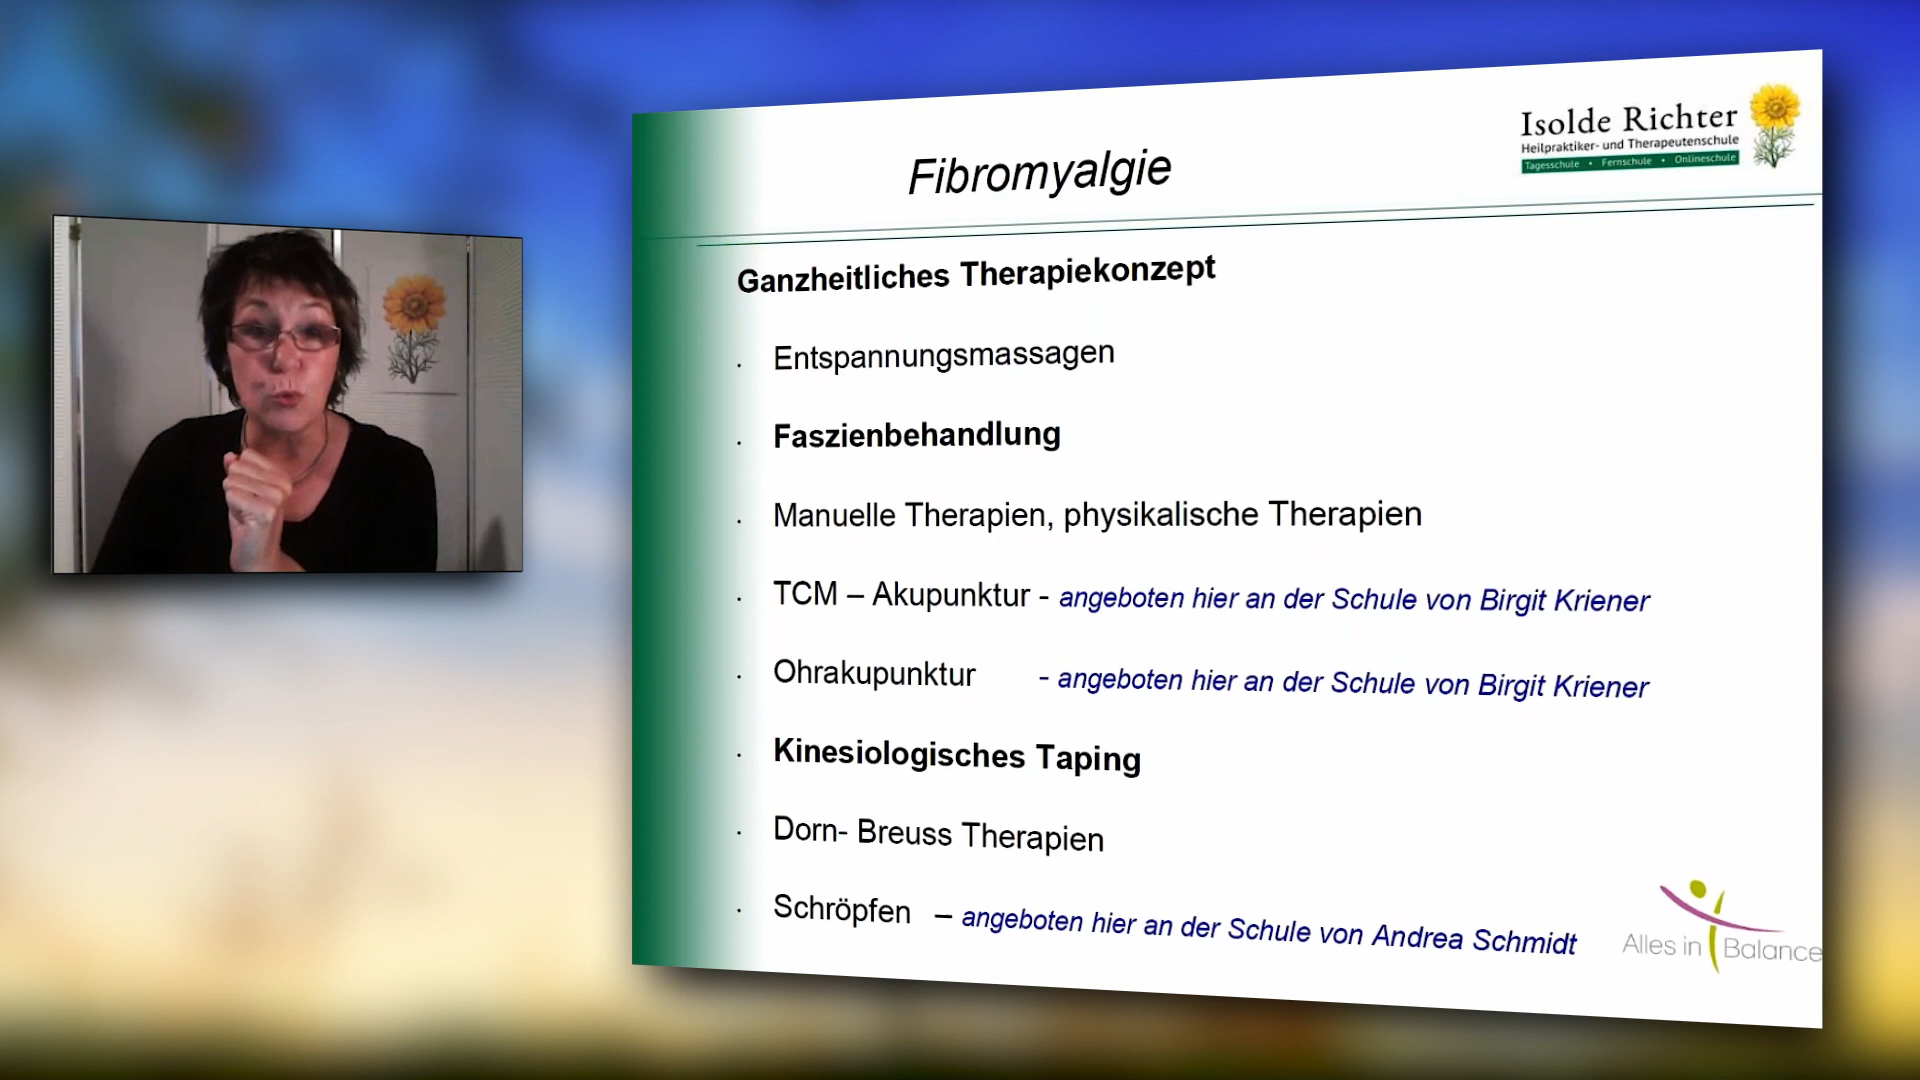 Isolde Richter
Heilpraktiker- und Therapeutenschule
Tagesschule • Fernschule • Onlineschule
Fibromyalgie
Ganzheitliches Therapiekonzept
. Entspannungsmassagen
. Faszienbehandlung
. Manuelle Therapien, physikalische Therapien
. TCM – Akupunktur - angeboten hier an der Schule von Birgit Kriener
. Ohrakupunktur - angeboten hier an der Schule von Birgit Kriener
. Kinesiologisches Taping
. Dorn- Breuss Therapien
. Schröpfen – angeboten hier an der Schule von Andrea Schmidt
Alles in Balance